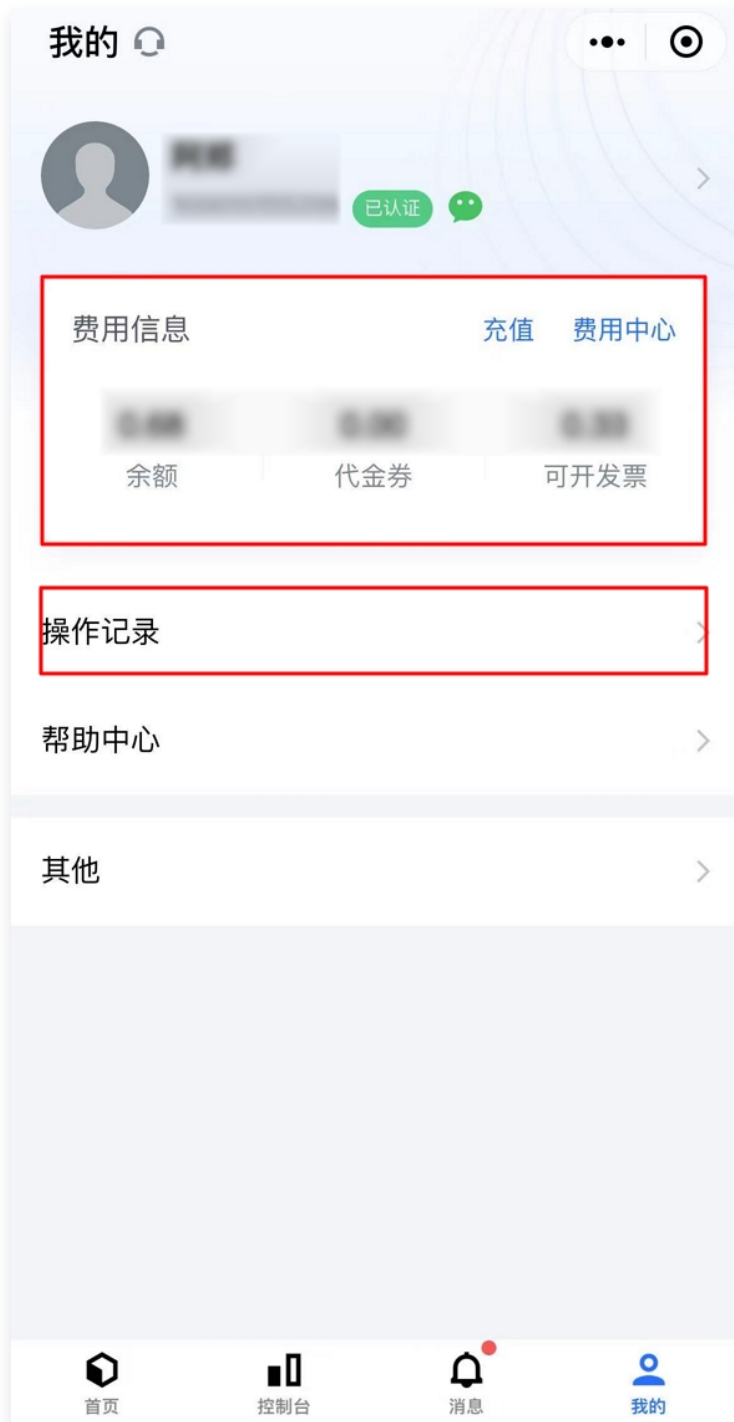 我的
已认证
费用信息 充值 费用中心
余额 代金券 可开发票
操作记录
帮助中心
其他
首页 控制台 消息 我的